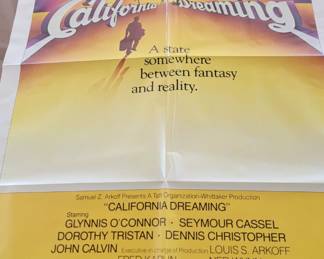 California Dreaming
A state
somewhere
between fantasy
and reality.
Samuel Z. Arkoff Presents A Tat Organization-Whittaker Production
"CALIFORNIA DREAMING"
Starring
GLYNNIS O'CONNOR · SEYMOUR CASSEL
DOROTHY TRISTAN · DENNIS CHRISTOPHER
JOHN CALVIN Executive in charge of Production LOUIS S. ARKOFF